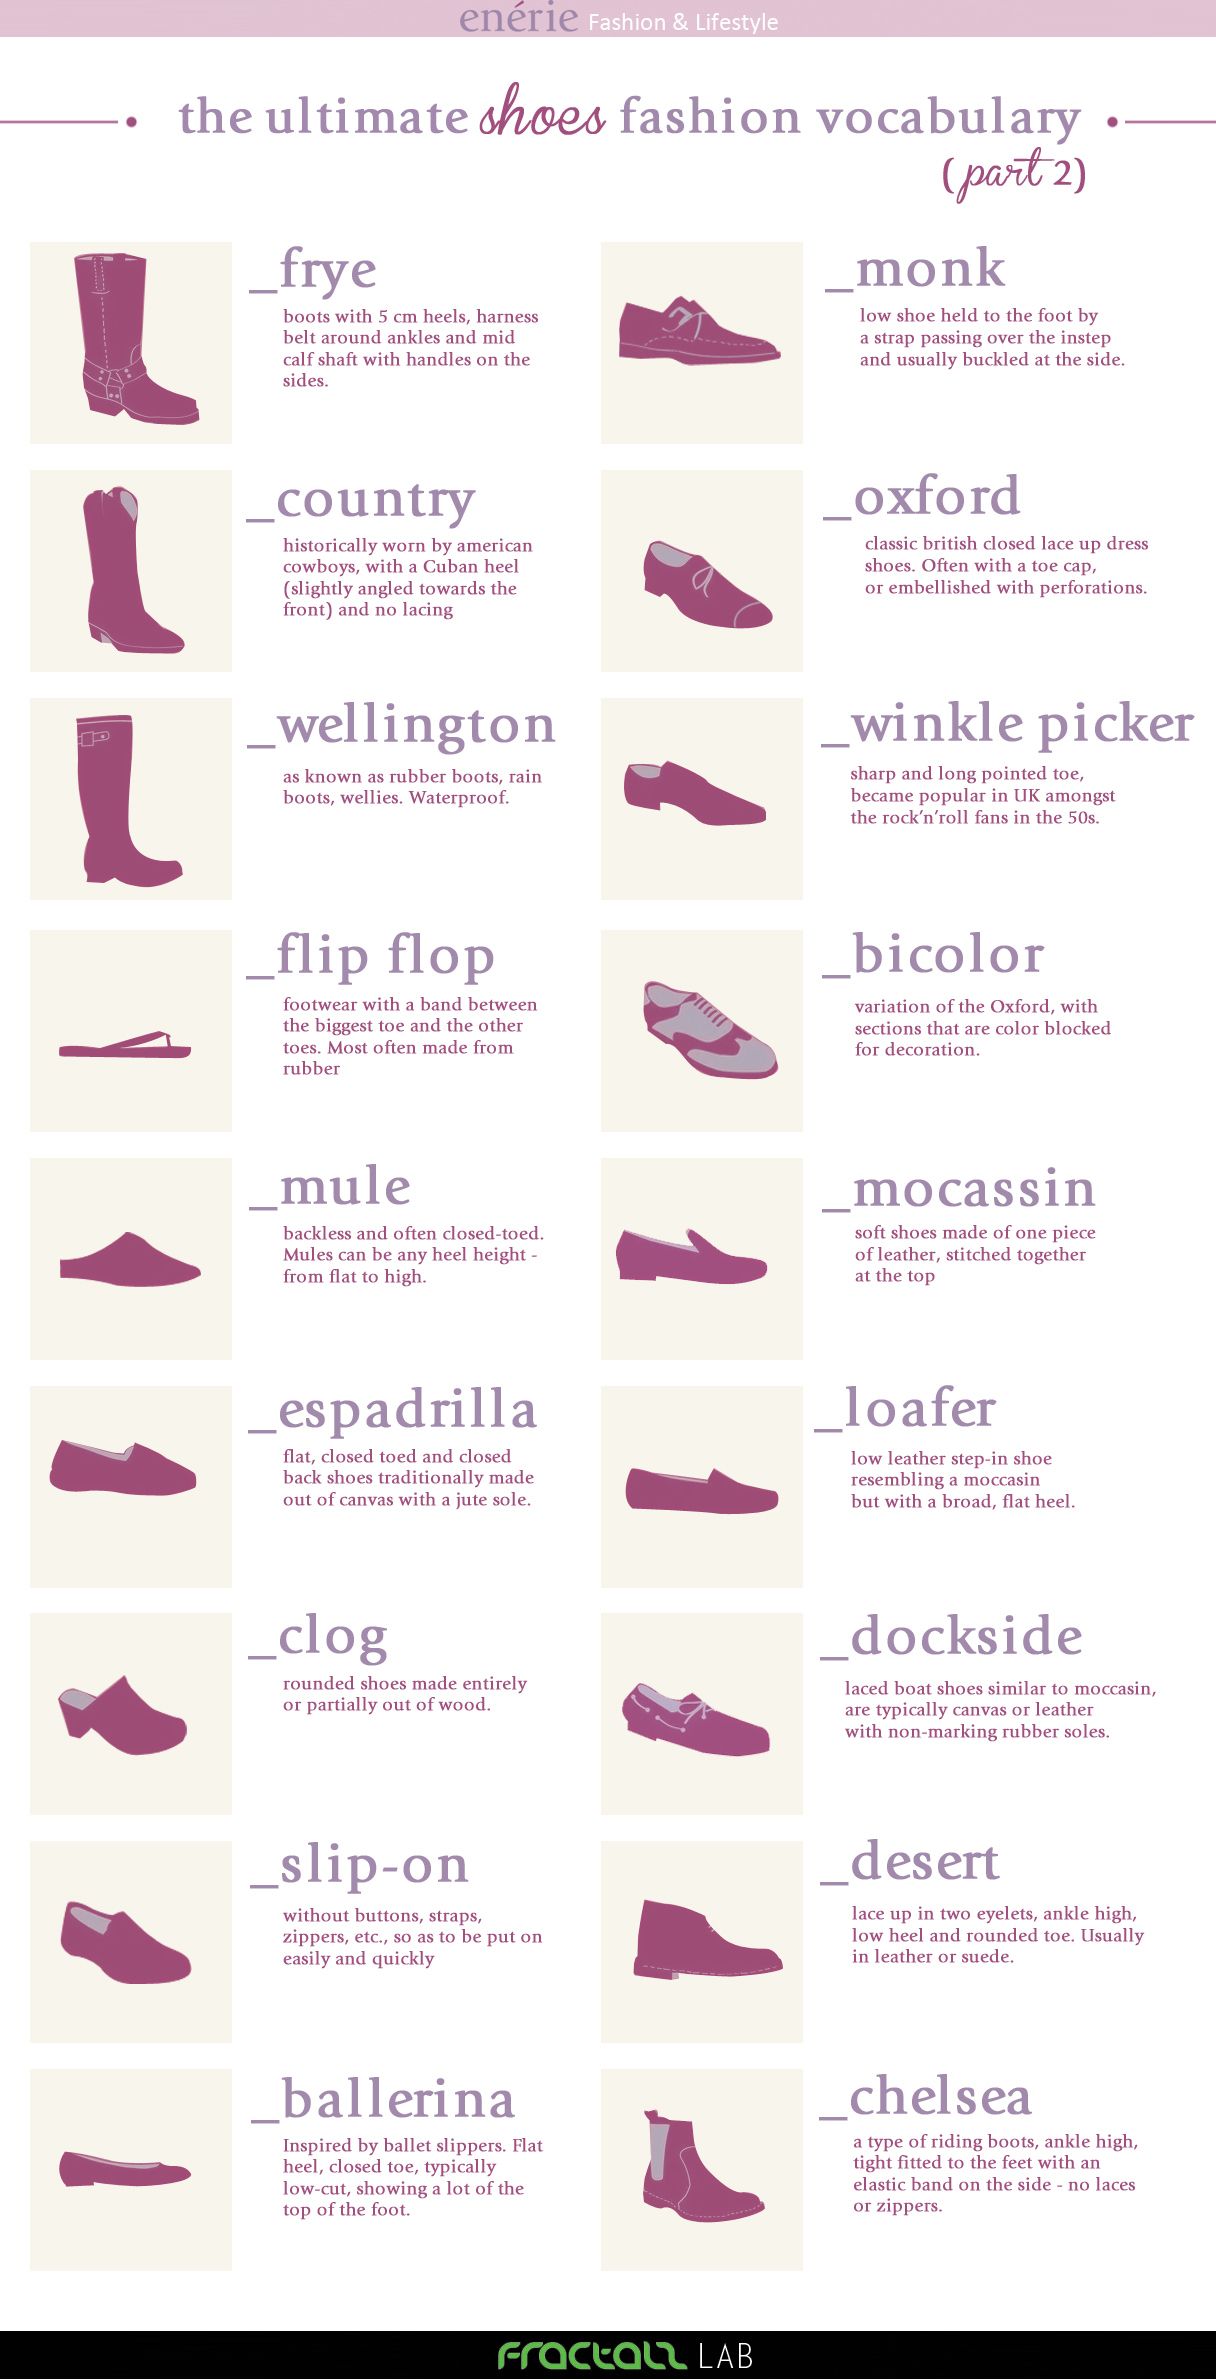 enérie Fashion & Lifestyle
the ultimate shoes fashion vocabulary
(part 2)
_frye
boots with 5 cm heels, harness
belt around ankles and mid
calf shaft with handles on the
sides.
_monk
low shoe held to the foot by
a strap passing over the instep
and usually buckled at the side.
_country
historically worn by american
cowboys, with a Cuban heel
(slightly angled towards the
front) and no lacing
_oxford
classic british closed lace up dress
shoes. Often with a toe cap,
or embellished with perforations.
_wellington
as known as rubber boots, rain
boots, wellies. Waterproof.
_winkle picker
sharp and long pointed toe,
became popular in UK amongst
the rock'n'roll fans in the 50s.
_flip flop
footwear with a band between
the biggest toe and the other
toes. Most often made from
rubber
_bicolor
variation of the Oxford, with
sections that are color blocked
for decoration.
_mule
backless and often closed-toed.
Mules can be any heel height -
from flat to high.
_mocassin
soft shoes made of one piece
of leather, stitched together
at the top
_espadrilla
flat, closed toed and closed
back shoes traditionally made
out of canvas with a jute sole.
_loafer
low leather step-in shoe
resembling a moccasin
but with a broad, flat heel.
_clog
rounded shoes made entirely
or partially out of wood.
_dockside
laced boat shoes similar to moccasin,
are typically canvas or leather
with non-marking rubber soles.
_slip-on
without buttons, straps,
zippers, etc., so as to be put on
easily and quickly
_desert
lace up in two eyelets, ankle high,
low heel and rounded toe. Usually
in leather or suede.
_ballerina
Inspired by ballet slippers. Flat
heel, closed toe, typically
low-cut, showing a lot of the
top of the foot.
_chelsea
a type of riding boots, ankle high,
tight fitted to the feet with an
elastic band on the side - no laces
or zippers.
fractalz LAB